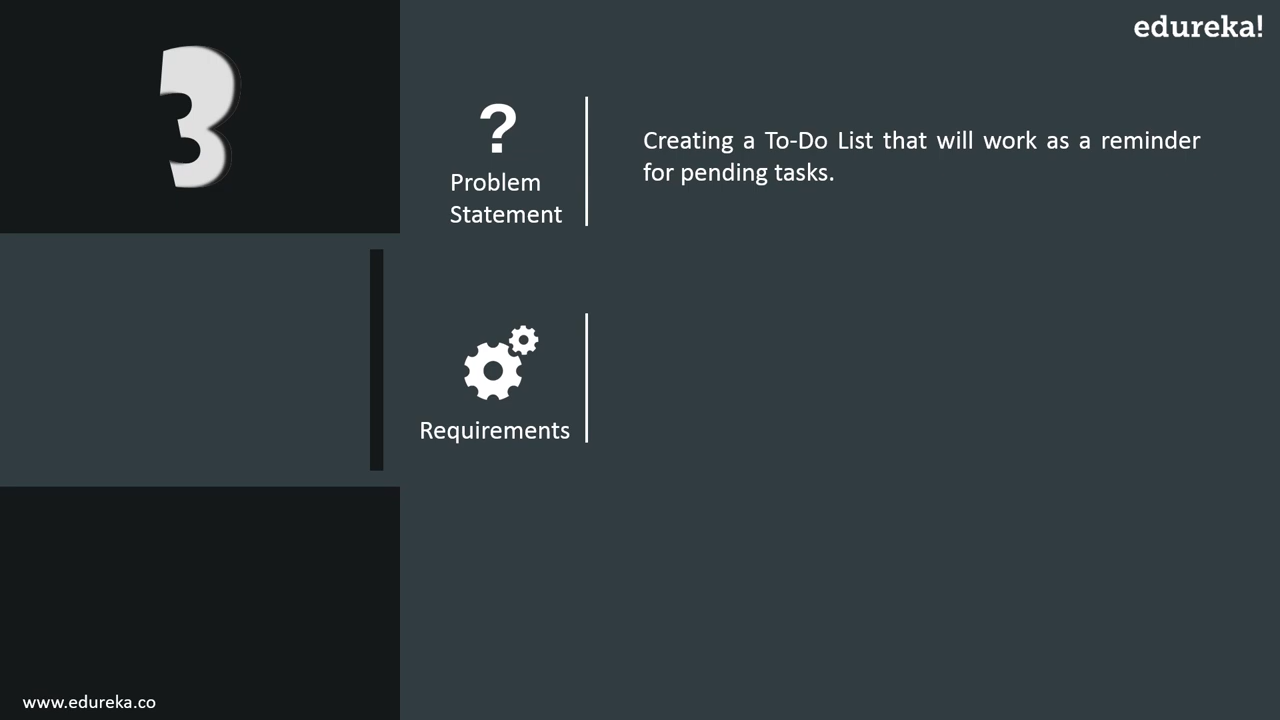 3
edureka!
?
Problem
Statement
Creating a To-Do List that will work as a reminder
for pending tasks.
Requirements
www.edureka.co